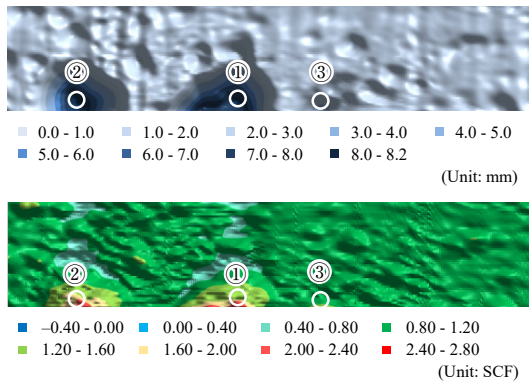 ② ① ③
0.0 - 1.0 1.0 - 2.0 2.0 - 3.0 3.0 - 4.0 4.0 - 5.0
5.0 - 6.0 6.0 - 7.0 7.0 - 8.0 8.0 - 8.2
(Unit: mm)
② ① ③
–0.40 - 0.00 0.00 - 0.40 0.40 - 0.80 0.80 - 1.20
1.20 - 1.60 1.60 - 2.00 2.00 - 2.40 2.40 - 2.80
(Unit: SCF)